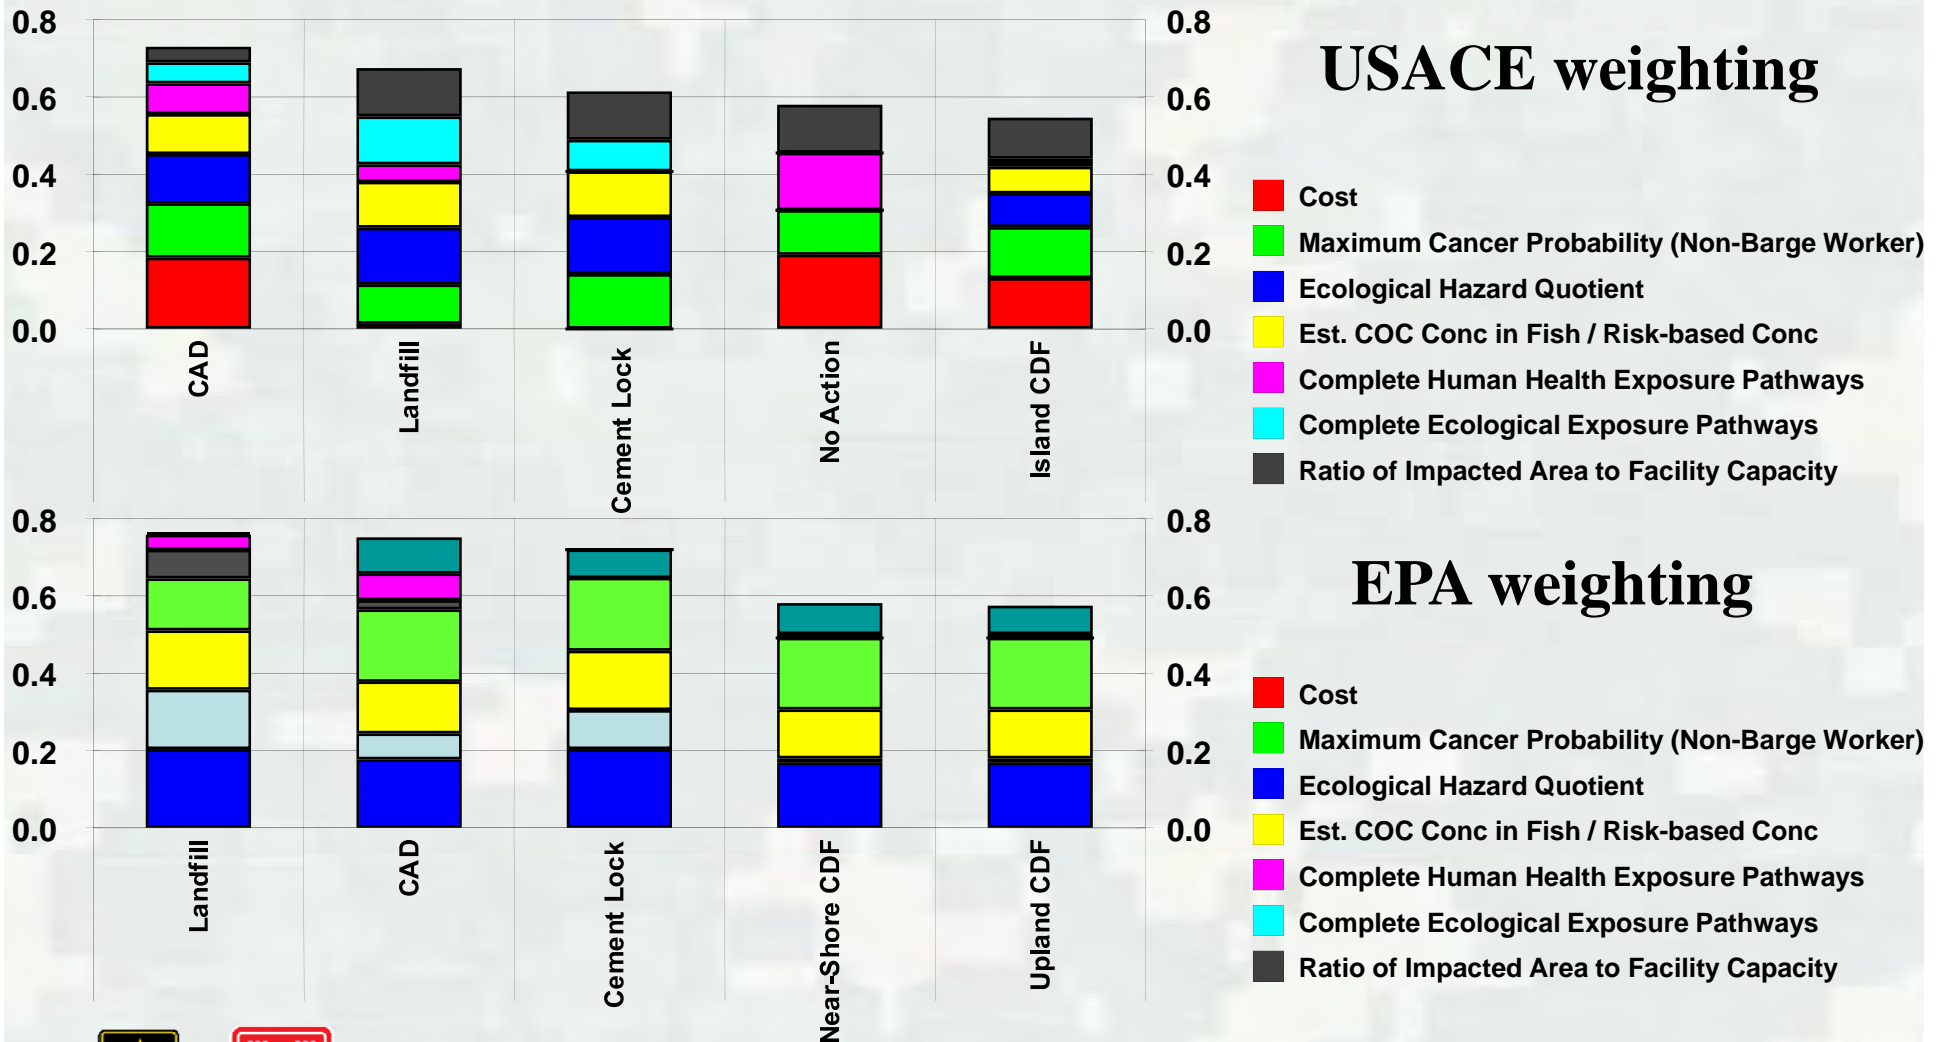 USACE weighting
0.8
0.6
0.4
0.2
0.0
0.8
0.6
0.4
0.2
0.0
CAD
Landfill
Cement Lock
No Action
Island CDF
Cost
Maximum Cancer Probability (Non-Barge Worker)
Ecological Hazard Quotient
Est. COC Conc in Fish / Risk-based Conc
Complete Human Health Exposure Pathways
Complete Ecological Exposure Pathways
Ratio of Impacted Area to Facility Capacity
EPA weighting
0.8
0.6
0.4
0.2
0.0
0.8
0.6
0.4
0.2
0.0
Landfill
CAD
Cement Lock
Near-Shore CDF
Upland CDF
Cost
Maximum Cancer Probability (Non-Barge Worker)
Ecological Hazard Quotient
Est. COC Conc in Fish / Risk-based Conc
Complete Human Health Exposure Pathways
Complete Ecological Exposure Pathways
Ratio of Impacted Area to Facility Capacity